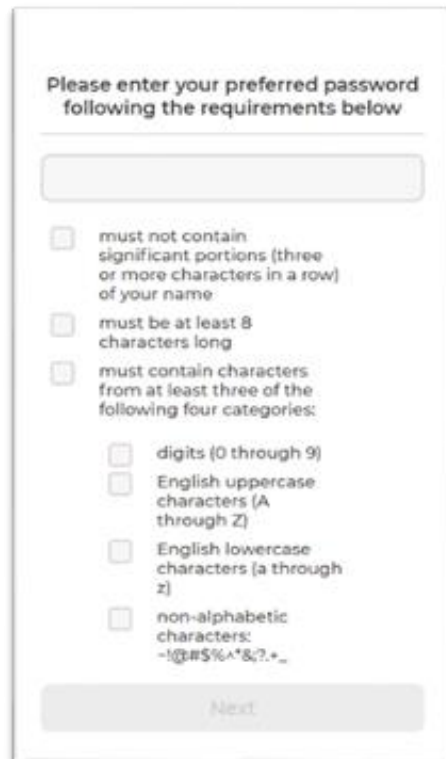 Please enter your preferred password
following the requirements below
must not contain
significant portions (three
or more characters in a row)
of your name
must be at least 8
characters long
must contain characters
from at least three of the
following four categories:
digits (0 through 9)
English uppercase
characters (A
through Z)
English lowercase
characters (a through
z)
non-alphabetic
characters:
~!@#$%^*&;?.+_
Next